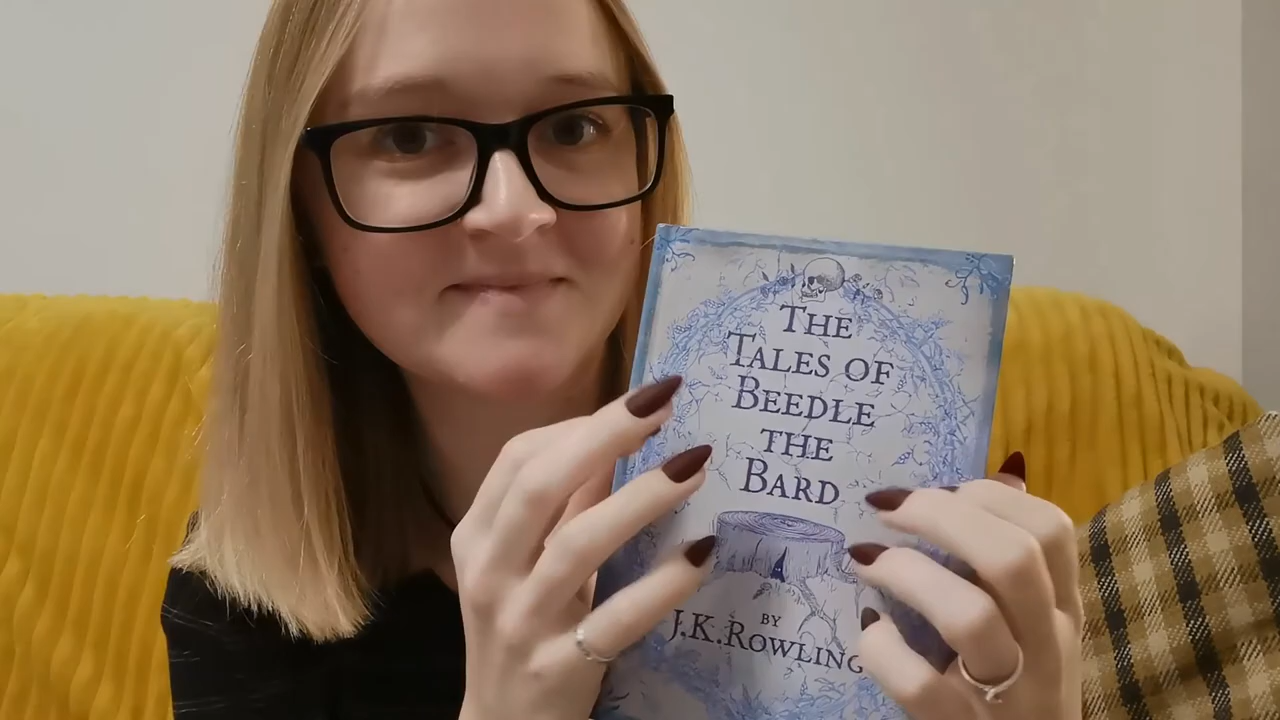 THE
TALES OF
BEEDLE
THE
BARD
BY
J.K.ROWLING